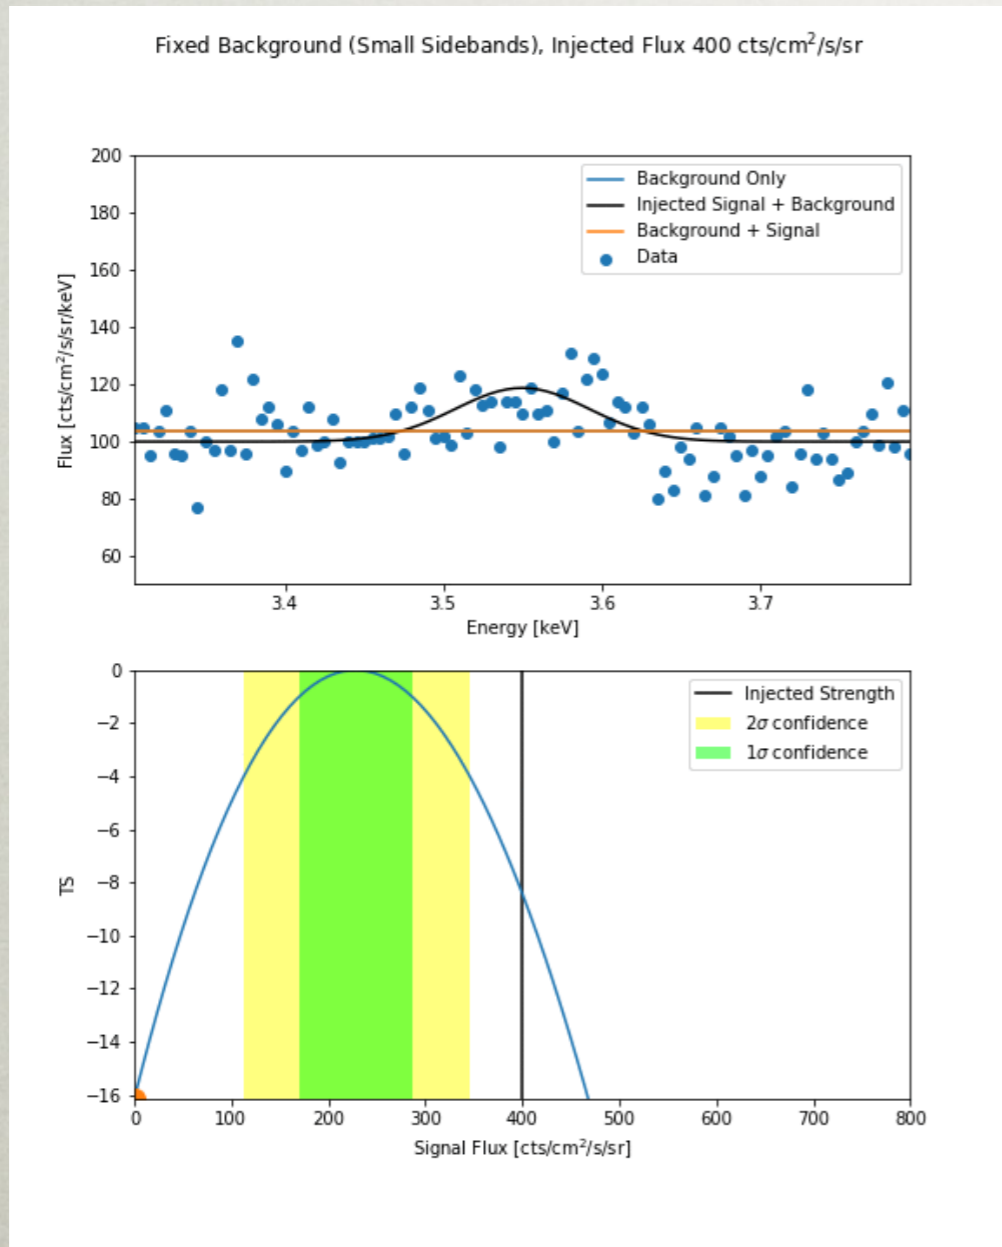 Fixed Background (Small Sidebands), Injected Flux 400 cts/cm²/s/sr
200
180
160
140
120
100
80
60
Flux [cts/cm²/s/sr/keV]
Background Only
Injected Signal + Background
Background + Signal
Data
3.4 3.5 3.6 3.7
Energy [keV]
0
−2
−4
−6
−8
−10
−12
−14
−16
TS
Injected Strength
2σ confidence
1σ confidence
0 100 200 300 400 500 600 700 800
Signal Flux [cts/cm²/s/sr]